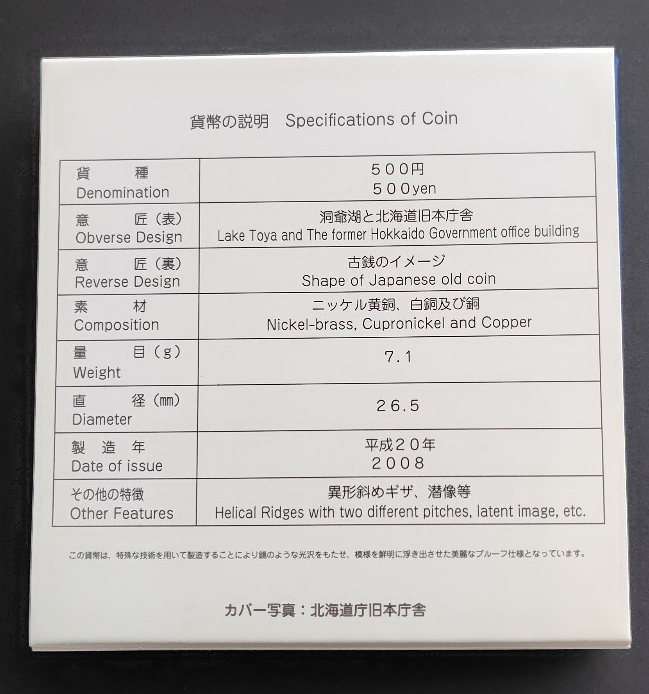 貨幣の説明 Specifications of Coin
貨種 500円
Denomination 500yen
意匠(表) 洞爺湖と北海道旧本庁舎
Obverse Design Lake Toya and The former Hokkaido Government office building
意匠(裏) 古銭のイメージ
Reverse Design Shape of Japanese old coin
素材 ニッケル黄銅、白銅及び銅
Composition Nickel-brass, Cupronickel and Copper
量目(g) 7.1
Weight
直径(㎜) 26.5
Diameter
製造年 平成20年
Date of issue 2008
その他の特徴 異形斜めギザ、潜像等
Other Features Helical Ridges with two different pitches, latent image, etc.
この貨幣は、特殊な技術を用いて製造することにより鏡のような光沢をもたせ、模様を鮮明に浮き出させた美麗なプルーフ仕様となっています。
カバー写真:北海道庁旧本庁舎